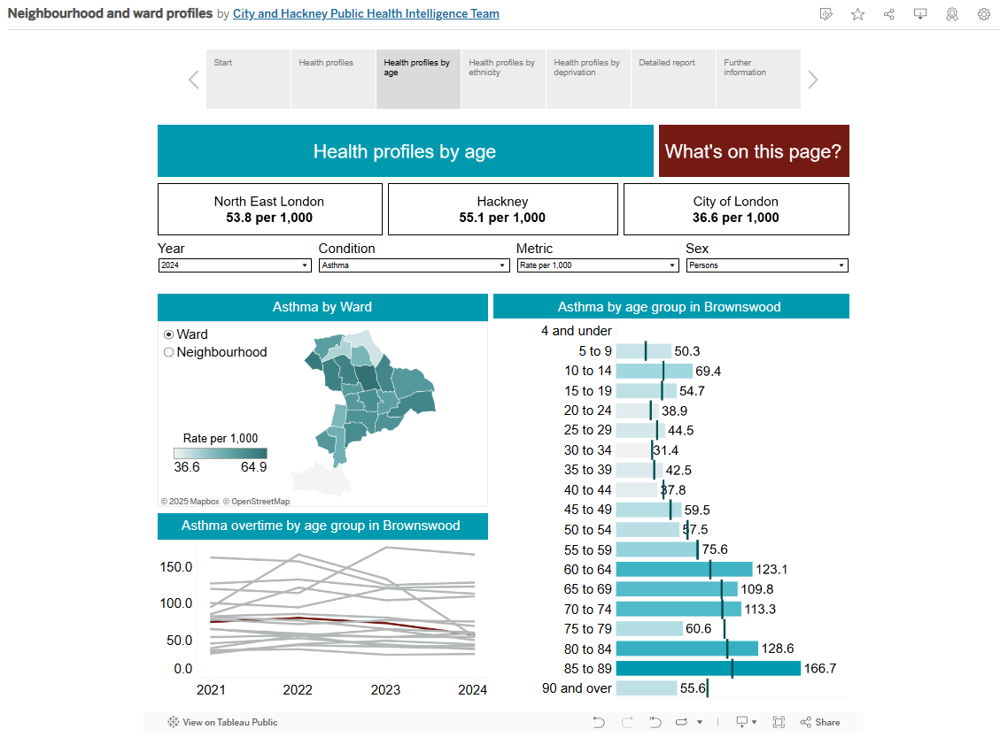 Neighbourhood and ward profiles by City and Hackney Public Health Intelligence Team
Start
Health profiles
Health profiles by
age
Health profiles by
ethnicity
Health profiles by
deprivation
Detailed report
Further
information
Health profiles by age
What's on this page?
North East London
53.8 per 1,000
Hackney
55.1 per 1,000
City of London
36.6 per 1,000
Year
2024
Condition
Asthma
Metric
Rate per 1,000
Sex
Persons
Asthma by Ward
Ward
Neighbourhood
Rate per 1,000
36.6 64.9
© 2025 Mapbox © OpenStreetMap
Asthma overtime by age group in Brownswood
150.0
100.0
50.0
0.0
2021 2022 2023 2024
Asthma by age group in Brownswood
4 and under
5 to 9 50.3
10 to 14 69.4
15 to 19 54.7
20 to 24 38.9
25 to 29 44.5
30 to 34 31.4
35 to 39 42.5
40 to 44 37.8
45 to 49 59.5
50 to 54 57.5
55 to 59 75.6
60 to 64 123.1
65 to 69 109.8
70 to 74 113.3
75 to 79 60.6
80 to 84 128.6
85 to 89 166.7
90 and over 55.6
View on Tableau Public
Share